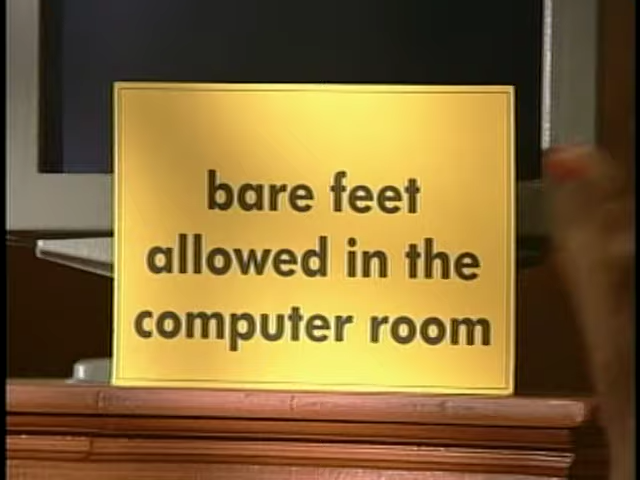 bare feet
allowed in the
computer room